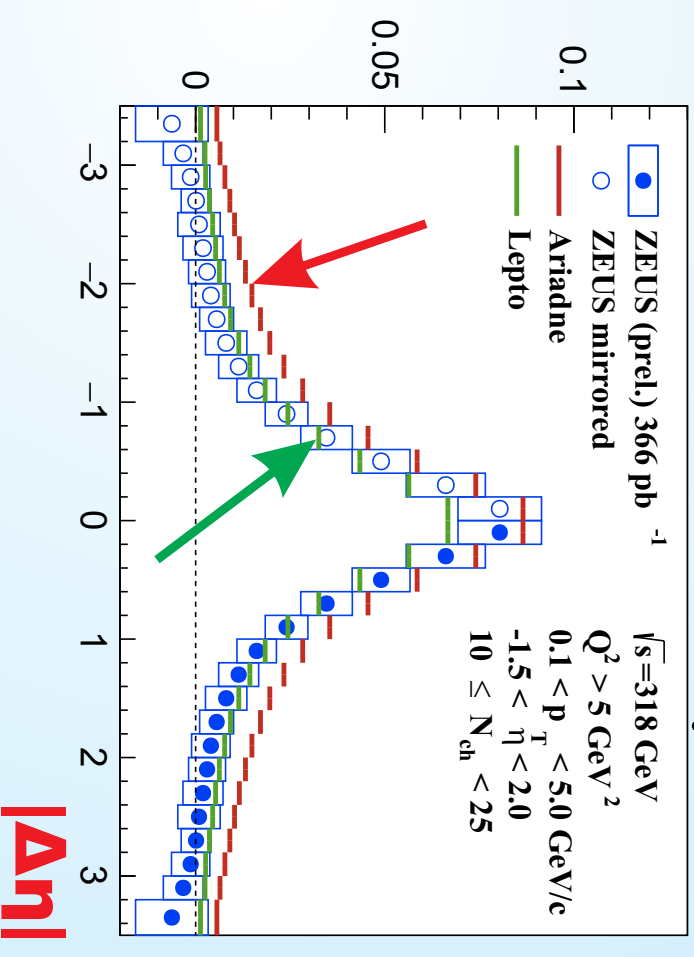 ZEUS (prel.) 366 pb⁻¹
ZEUS mirrored
Ariadne
Lepto
√s=318 GeV
Q² > 5 GeV²
0.1 < p_T < 5.0 GeV/c
-1.5 < η < 2.0
10 ≤ N_ch < 25
0.1
0.05
0
−3
−2
−1
0
1
2
3
|Δη|